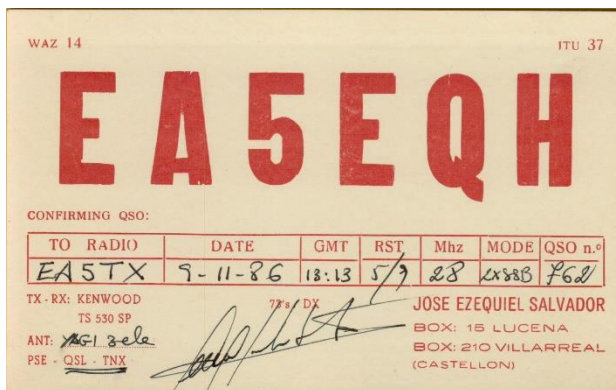 WAZ 14 ITU 37
EA5EQH
CONFIRMING QSO:
TO RADIO DATE GMT RST Mhz MODE QSO n.º
EA5TX 9-11-86 13:13 5/9 28 2XSSB 762
TX - RX: KENWOOD 73's DX JOSE EZEQUIEL SALVADOR
TS 530 SP BOX: 15 LUCENA
ANT: YAGI 3ele BOX: 210 VILLARREAL
PSE - QSL - TNX (CASTELLON)